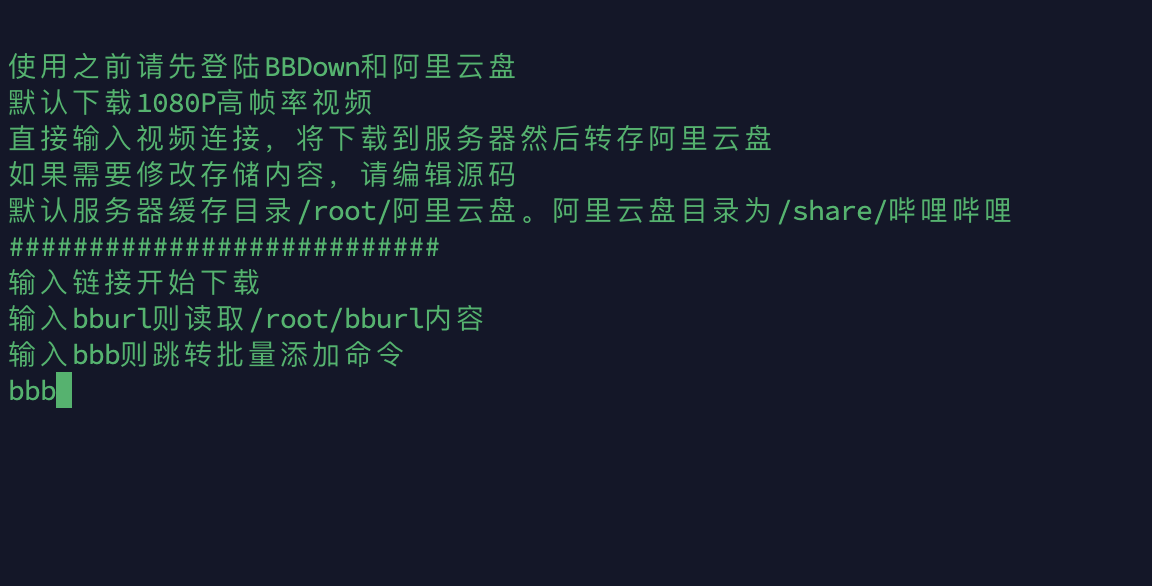 使用之前请先登陆BBDown和阿里云盘
默认下载1080P高帧率视频
直接输入视频连接，将下载到服务器然后转存阿里云盘
如果需要修改存储内容，请编辑源码
默认服务器缓存目录/root/阿里云盘。阿里云盘目录为/share/哔哩哔哩
###########################
输入链接开始下载
输入bburl则读取/root/bburl内容
输入bbb则跳转批量添加命令
bbb